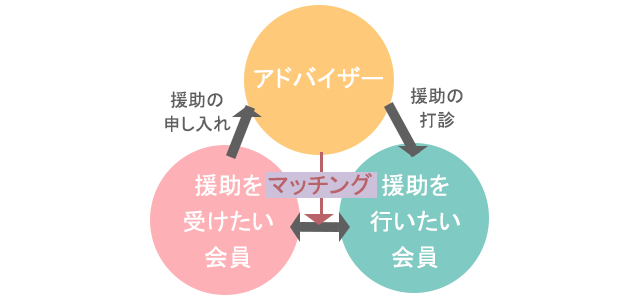 アドバイザー
援助の
申し入れ
援助の
打診
マッチング
援助を
受けたい
会員
援助を
行いたい
会員